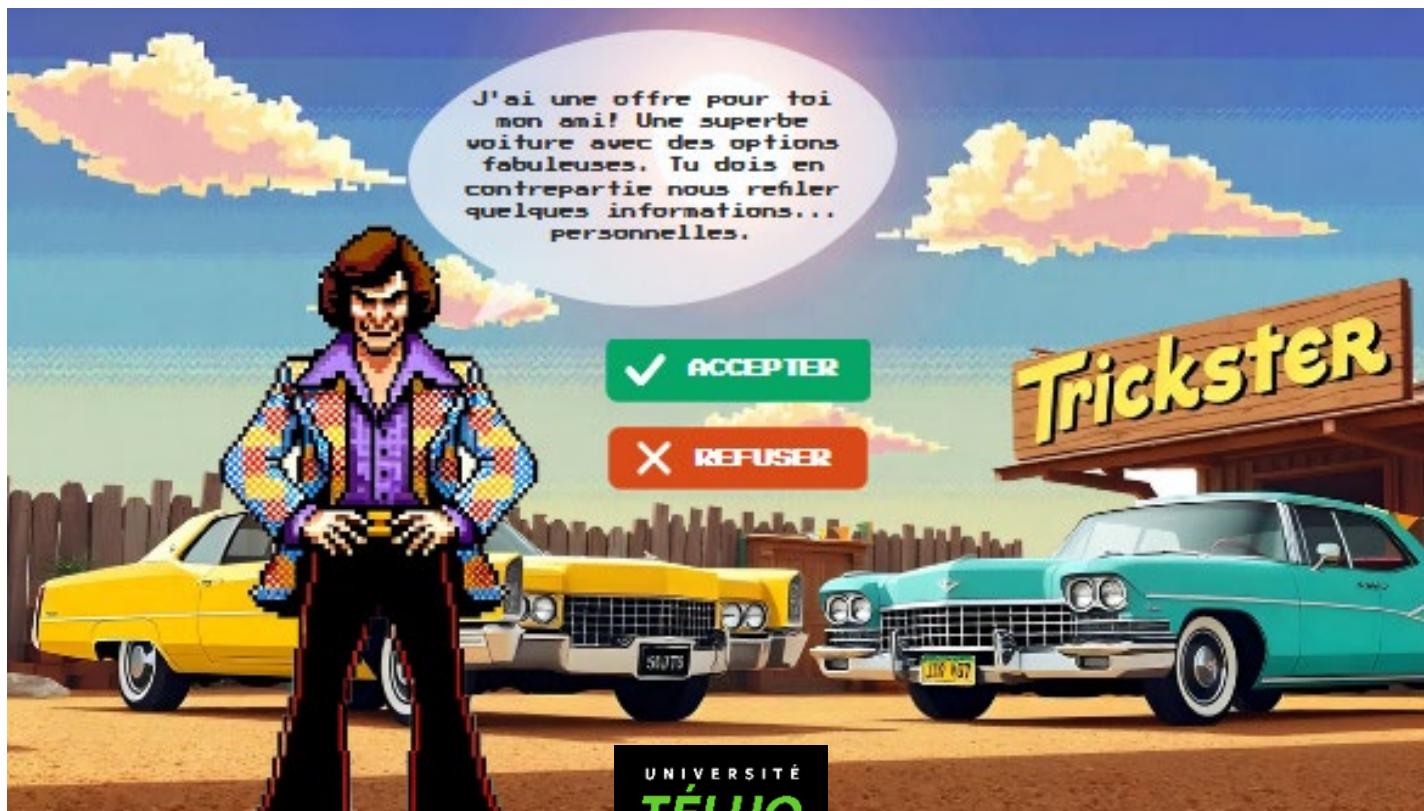 J'ai une offre pour toi
mon ami! Une superbe
voiture avec des options
fabuleuses. Tu dois en
contrepartie nous refiler
quelques informations...
personnelles.
ACCEPTER
REFUSER
Trickster
UNIVERSITÉ
TÉLUQ